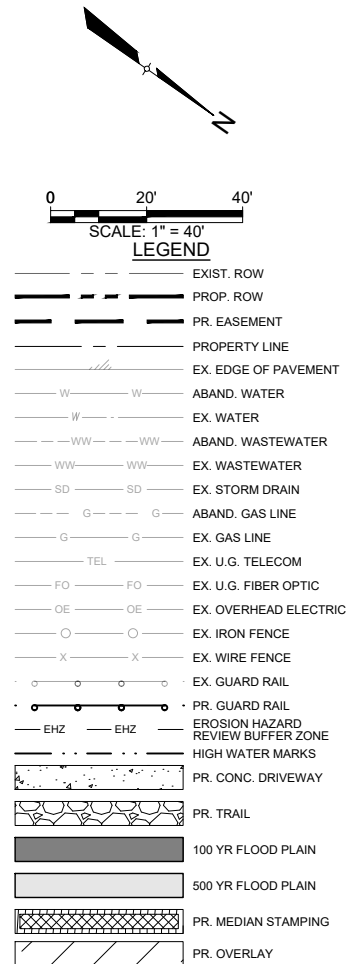 N
0 20' 40'
SCALE: 1" = 40'
LEGEND
EXIST. ROW
PROP. ROW
PR. EASEMENT
PROPERTY LINE
EX. EDGE OF PAVEMENT
W W ABAND. WATER
W EX. WATER
WW WW ABAND. WASTEWATER
WW WW EX. WASTEWATER
SD SD EX. STORM DRAIN
G G ABAND. GAS LINE
G G EX. GAS LINE
TEL EX. U.G. TELECOM
FO FO EX. U.G. FIBER OPTIC
OE OE EX. OVERHEAD ELECTRIC
EX. IRON FENCE
X X EX. WIRE FENCE
EX. GUARD RAIL
PR. GUARD RAIL
EHZ EHZ EROSION HAZARD
REVIEW BUFFER ZONE
HIGH WATER MARKS
PR. CONC. DRIVEWAY
PR. TRAIL
100 YR FLOOD PLAIN
500 YR FLOOD PLAIN
PR. MEDIAN STAMPING
PR. OVERLAY